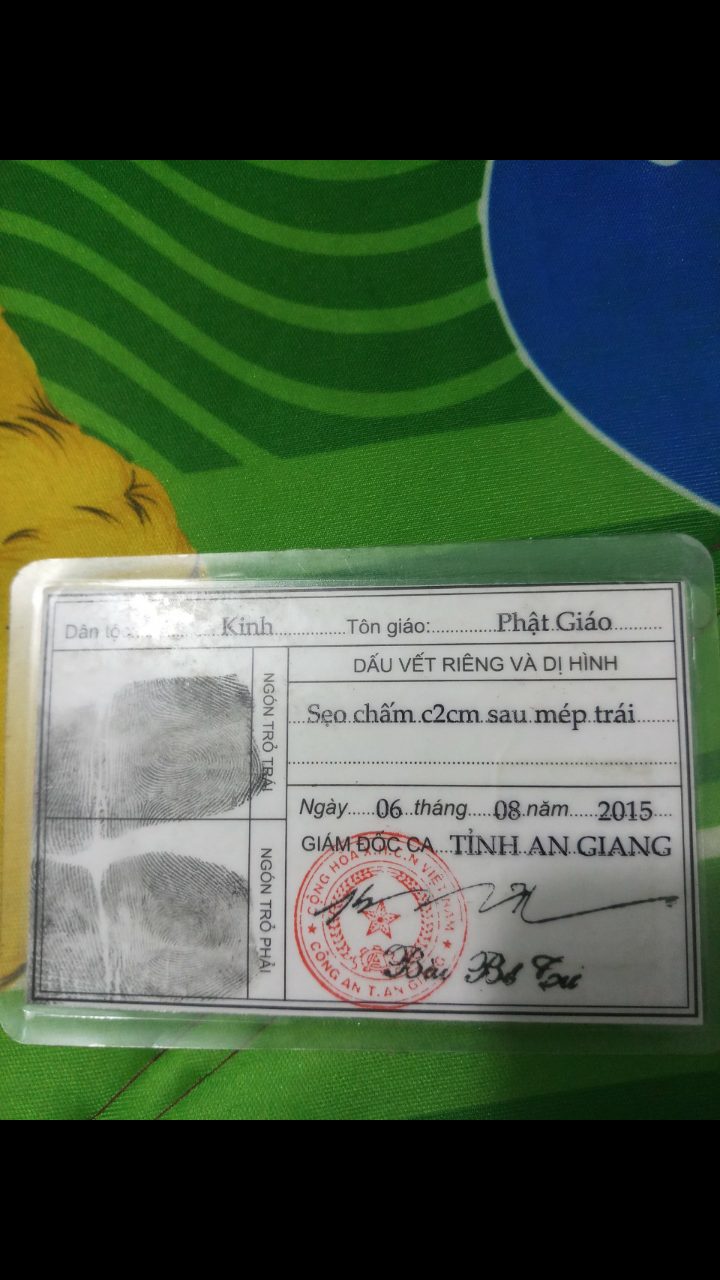 Dân tộc: Kinh Tôn giáo: Phật Giáo
DẤU VẾT RIÊNG VÀ DỊ HÌNH
Sẹo chấm c2cm sau mép trái
NGÓN TRỎ TRÁI
NGÓN TRỎ PHẢI
Ngày 06 tháng 08 năm 2015
GIÁM ĐỐC CA TỈNH AN GIANG
CỘNG HÒA X.H.C.N VIỆT NAM
CÔNG AN T. AN GIANG
Bùi Bé Tư